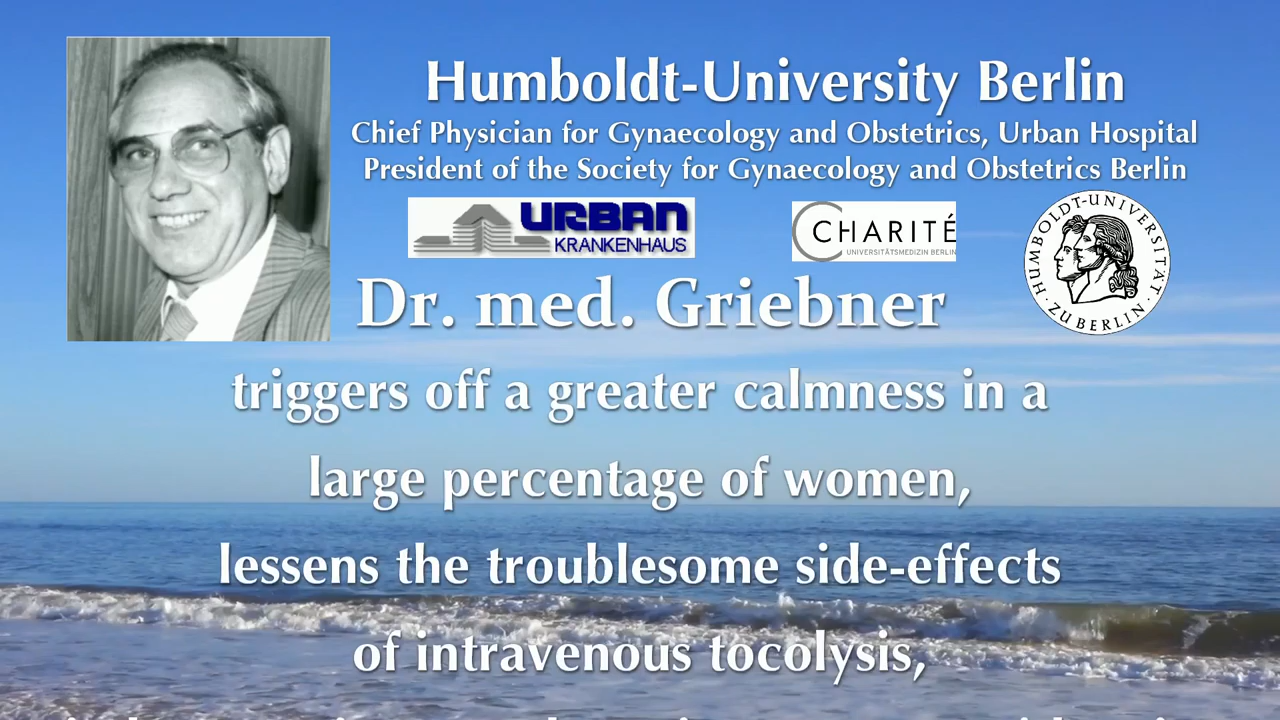 Humboldt-University Berlin
Chief Physician for Gynaecology and Obstetrics, Urban Hospital
President of the Society for Gynaecology and Obstetrics Berlin
URBAN
KRANKENHAUS
CHARITÉ
UNIVERSITÄTSMEDIZIN BERLIN
HUMBOLDT-UNIVERSITÄT
ZU BERLIN
Dr. med. Griebner
triggers off a greater calmness in a
large percentage of women,
lessens the troublesome side-effects
of intravenous tocolysis,